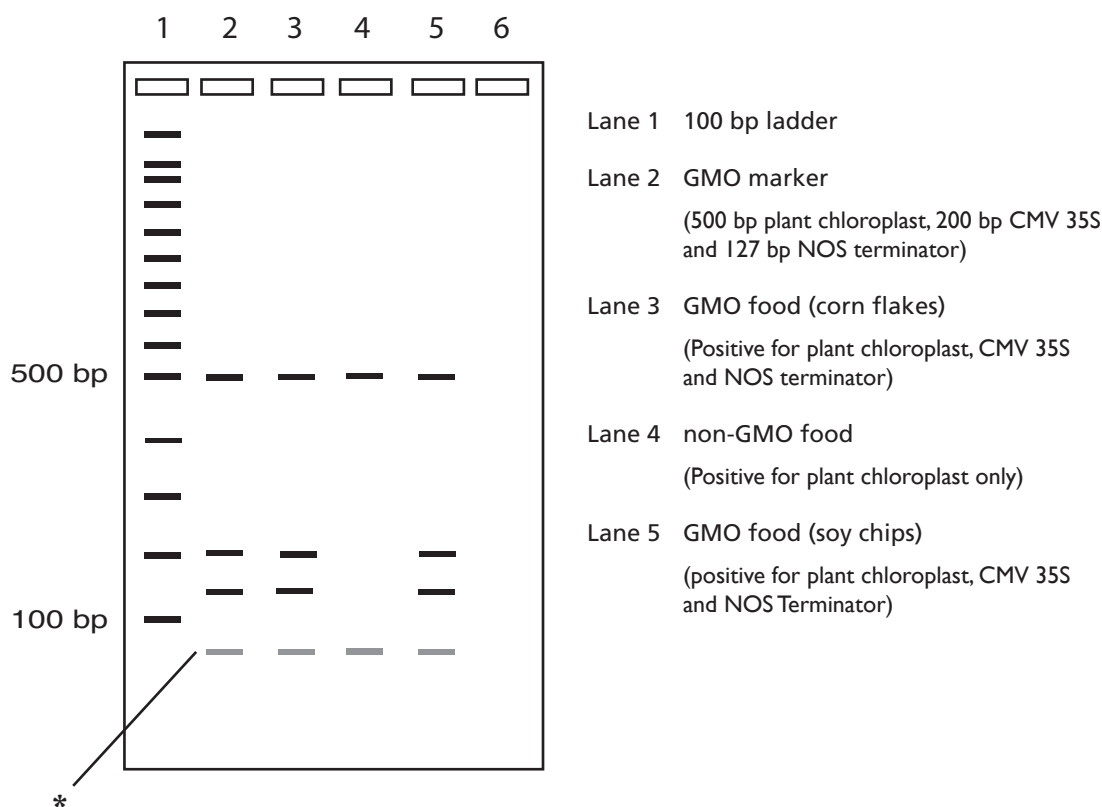 1 2 3 4 5 6
Lane 1 100 bp ladder
Lane 2 GMO marker
(500 bp plant chloroplast, 200 bp CMV 35S
and 127 bp NOS terminator)
Lane 3 GMO food (corn flakes)
(Positive for plant chloroplast, CMV 35S
and NOS terminator)
Lane 4 non-GMO food
(Positive for plant chloroplast only)
Lane 5 GMO food (soy chips)
(positive for plant chloroplast, CMV 35S
and NOS Terminator)
500 bp
100 bp
*